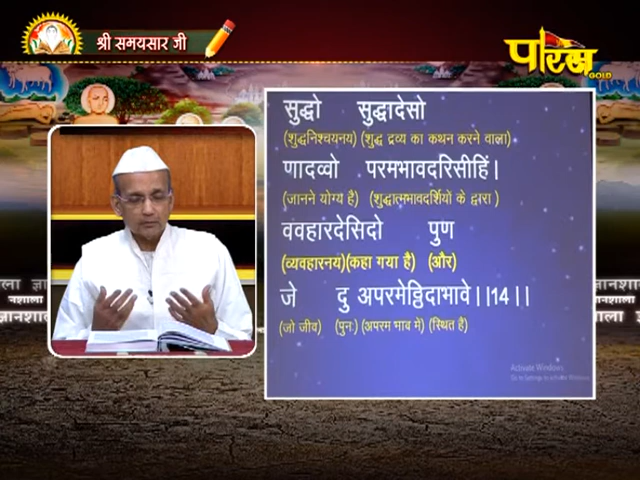 श्री समयसार जी
पारस
GOLD
सुद्धो सुद्धादेसो
(शुद्धनिश्चयनय) (शुद्ध द्रव्य का कथन करने वाला)
णादव्वो परमभावदरिसीहिं।
(जानने योग्य है) (शुद्धात्मभावदर्शियों के द्वारा )
ववहारदेसिदो पुण
(व्यवहारनय)(कहा गया है) (और)
जे दु अपरमेट्ठिदाभावे।।14।।
(जो जीव) (पुनः) (अपरम भाव में) (स्थित है)
Activate Windows
Go to Settings to activate Windows.